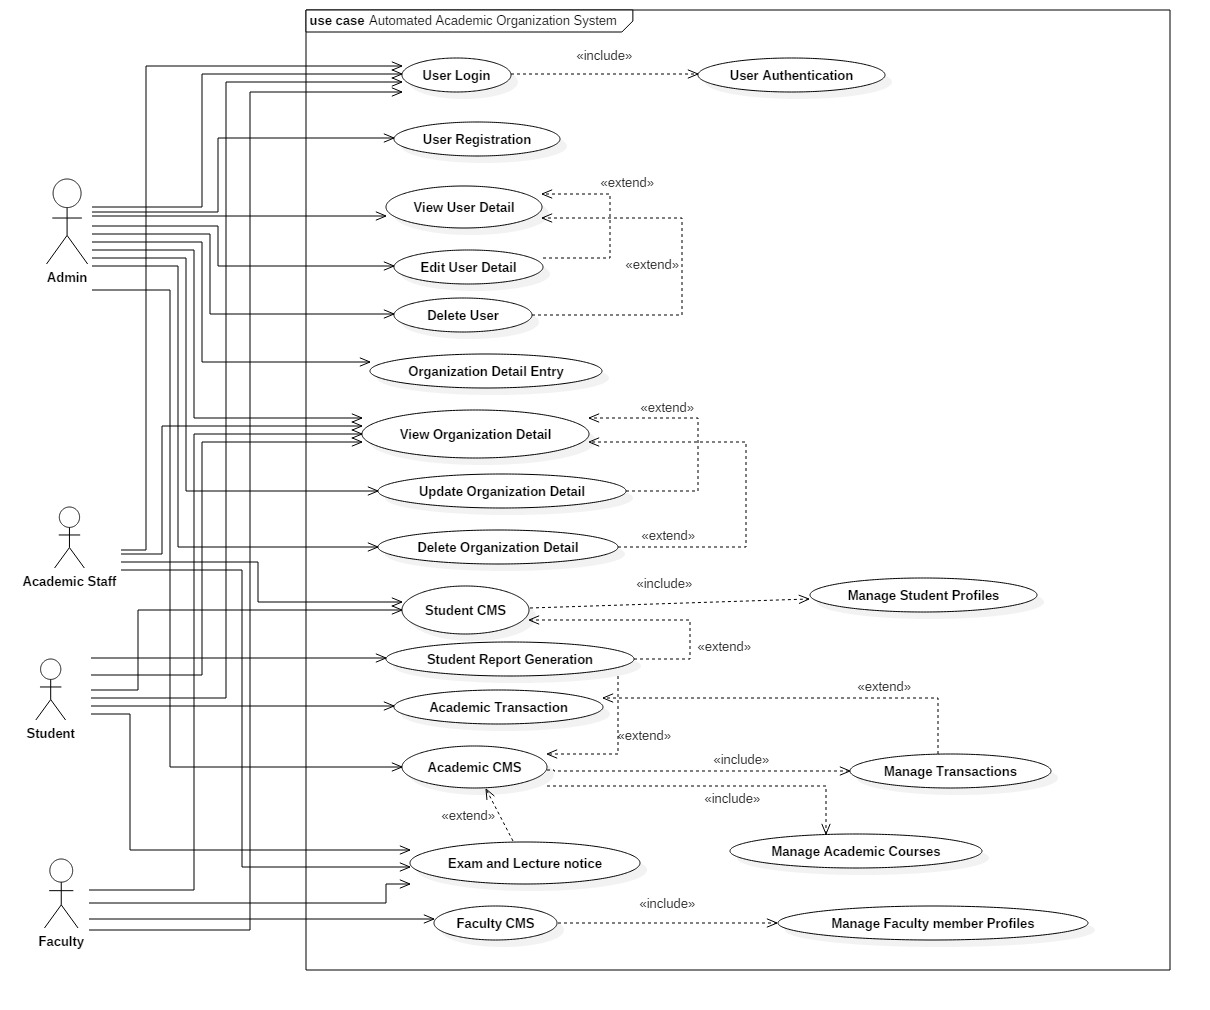 use case Automated Academic Organization System
«include»
User Login
User Authentication
User Registration
«extend»
View User Detail
Admin
Edit User Detail
«extend»
Delete User
Organization Detail Entry
«extend»
View Organization Detail
Update Organization Detail
«extend»
Delete Organization Detail
Academic Staff
«include»
Manage Student Profiles
Student CMS
«extend»
Student Report Generation
«extend»
Academic Transaction
Student
«extend»
«include»
Academic CMS
Manage Transactions
«include»
«extend»
Manage Academic Courses
Exam and Lecture notice
«include»
Faculty CMS
Manage Faculty member Profiles
Faculty